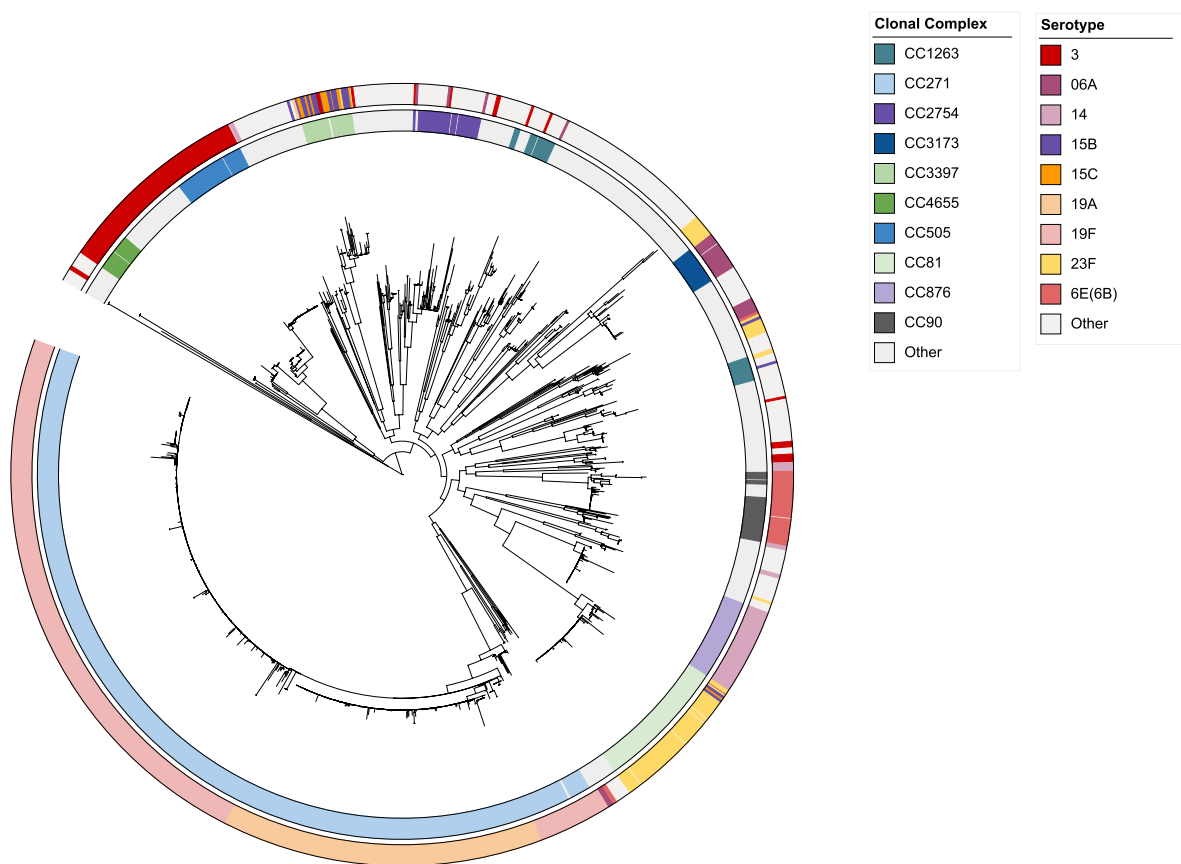 Clonal Complex
CC1263
CC271
CC2754
CC3173
CC3397
CC4655
CC505
CC81
CC876
CC90
Other
Serotype
3
06A
14
15B
15C
19A
19F
23F
6E(6B)
Other